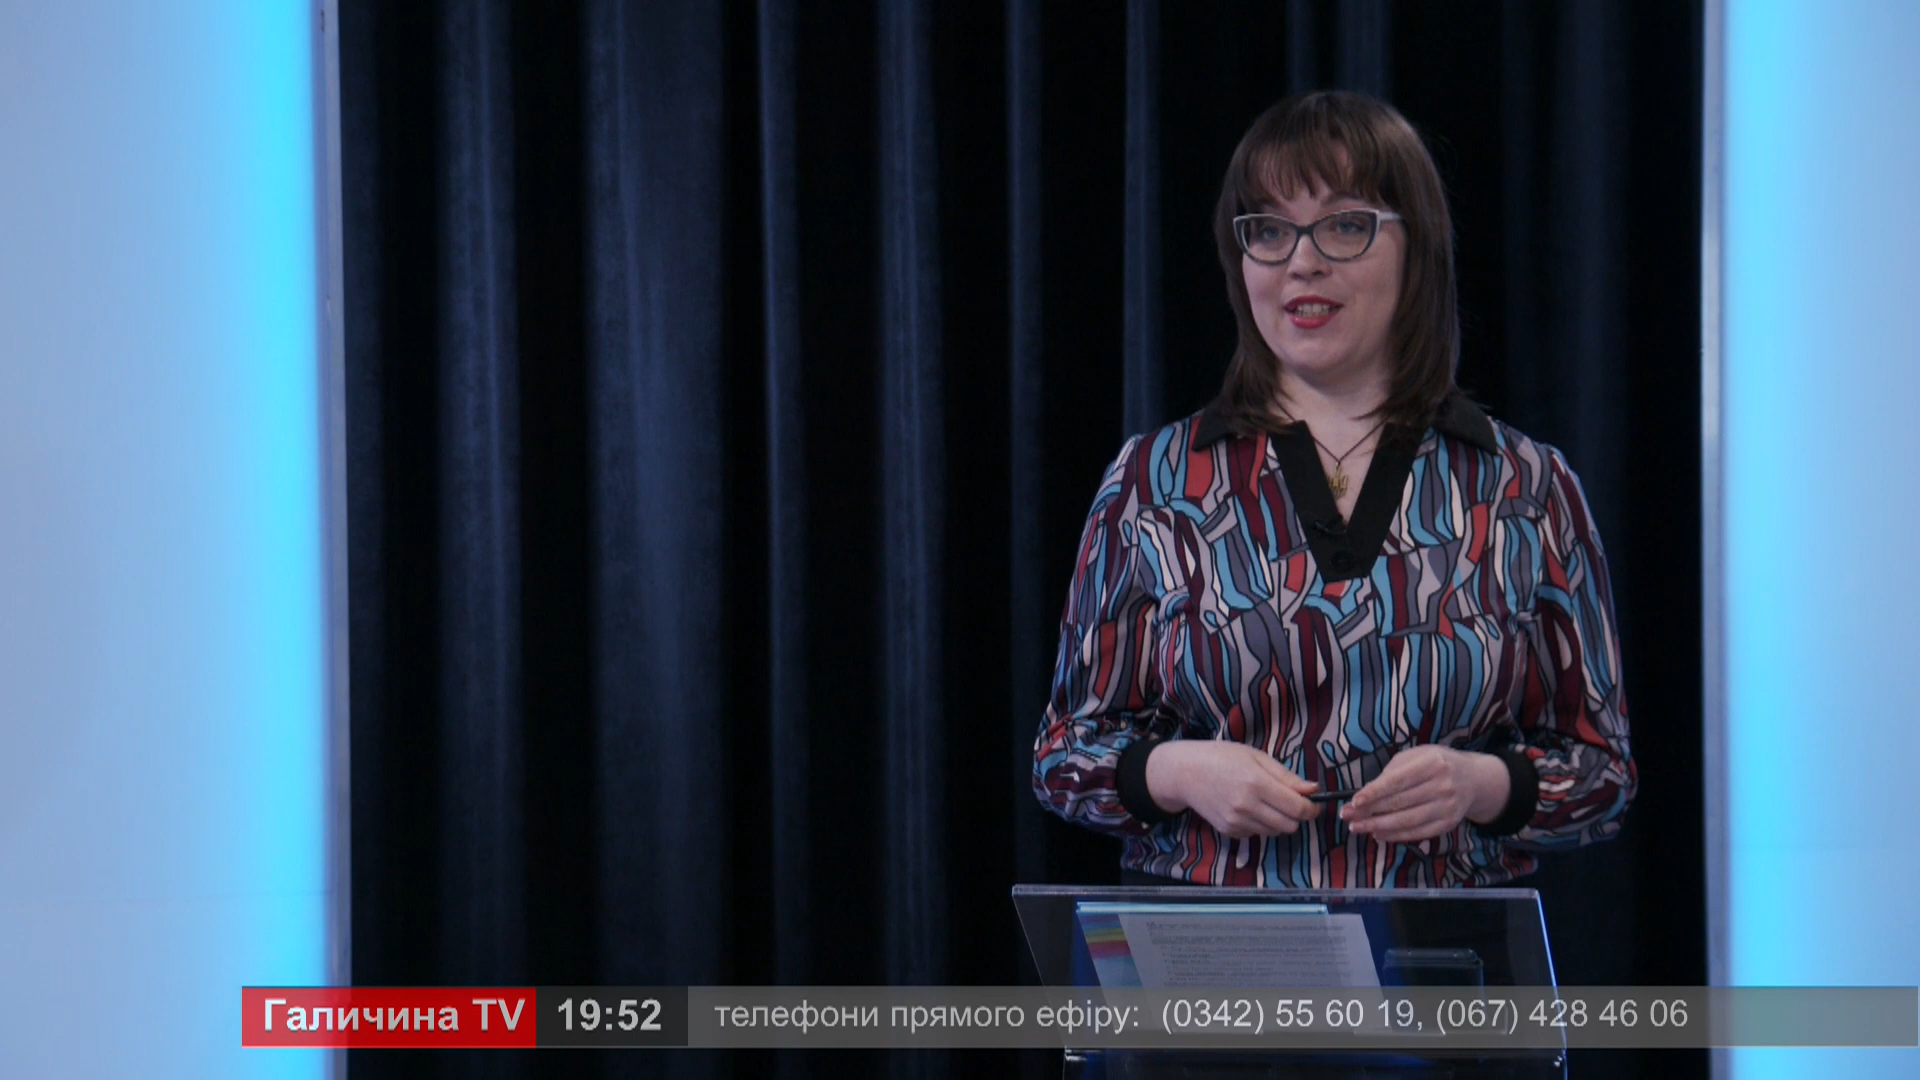 Галичина TV 19:52 телефони прямого ефіру: (0342) 55 60 19, (067) 428 46 06